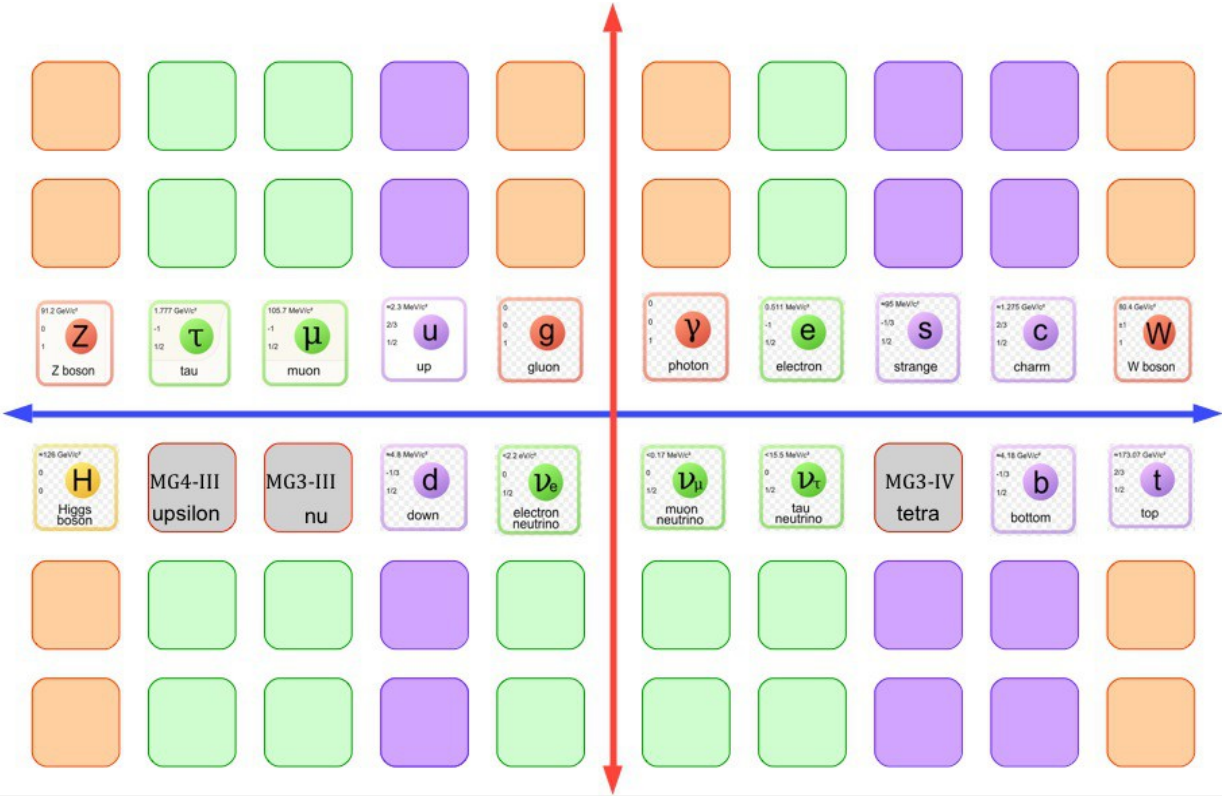 91.2 GeV/c²
0
1
Z
Z boson
1.777 GeV/c²
-1
1/2
τ
tau
105.7 MeV/c²
-1
1/2
μ
muon
≈2.3 MeV/c²
2/3
1/2
u
up
0
0
1
g
gluon
0
0
1
γ
photon
0.511 MeV/c²
-1
1/2
e
electron
≈95 MeV/c²
-1/3
1/2
s
strange
≈1.275 GeV/c²
2/3
1/2
c
charm
80.4 GeV/c²
±1
1
W
W boson
≈126 GeV/c²
0
0
H
Higgs
boson
MG4-III
upsilon
MG3-III
nu
≈4.8 MeV/c²
-1/3
1/2
d
down
<2.2 eV/c²
0
1/2
νe
electron
neutrino
<0.17 MeV/c²
0
1/2
νμ
muon
neutrino
<15.5 MeV/c²
0
1/2
ντ
tau
neutrino
MG3-IV
tetra
≈4.18 GeV/c²
-1/3
1/2
b
bottom
≈173.07 GeV/c²
2/3
1/2
t
top